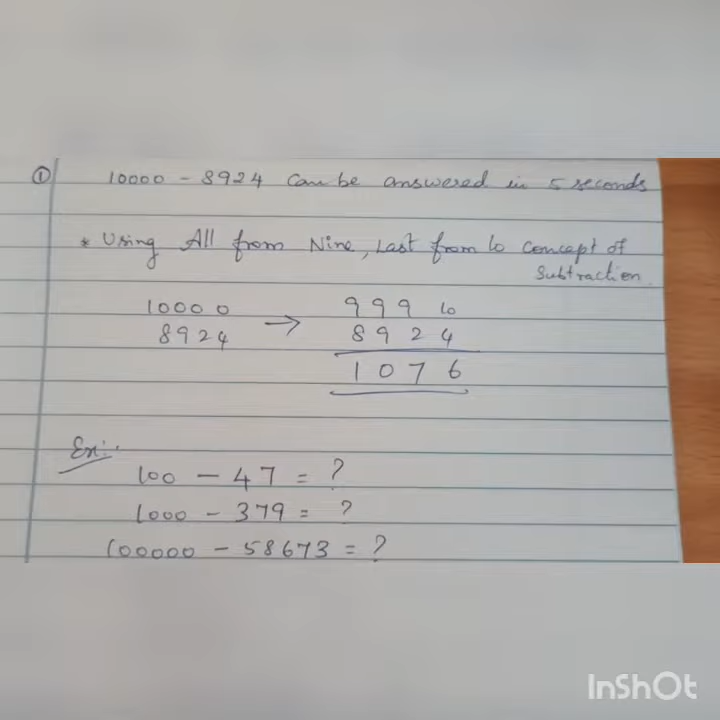 ① 10000 - 8924 can be answered in 5 seconds
* Using All from Nine, Last from 10 concept of
subtraction.
10000 → 9 9 9 10
8924 8 9 2 4
1 0 7 6
Ex:-
100 - 47 = ?
1000 - 379 = ?
100000 - 58673 = ?
InShOt